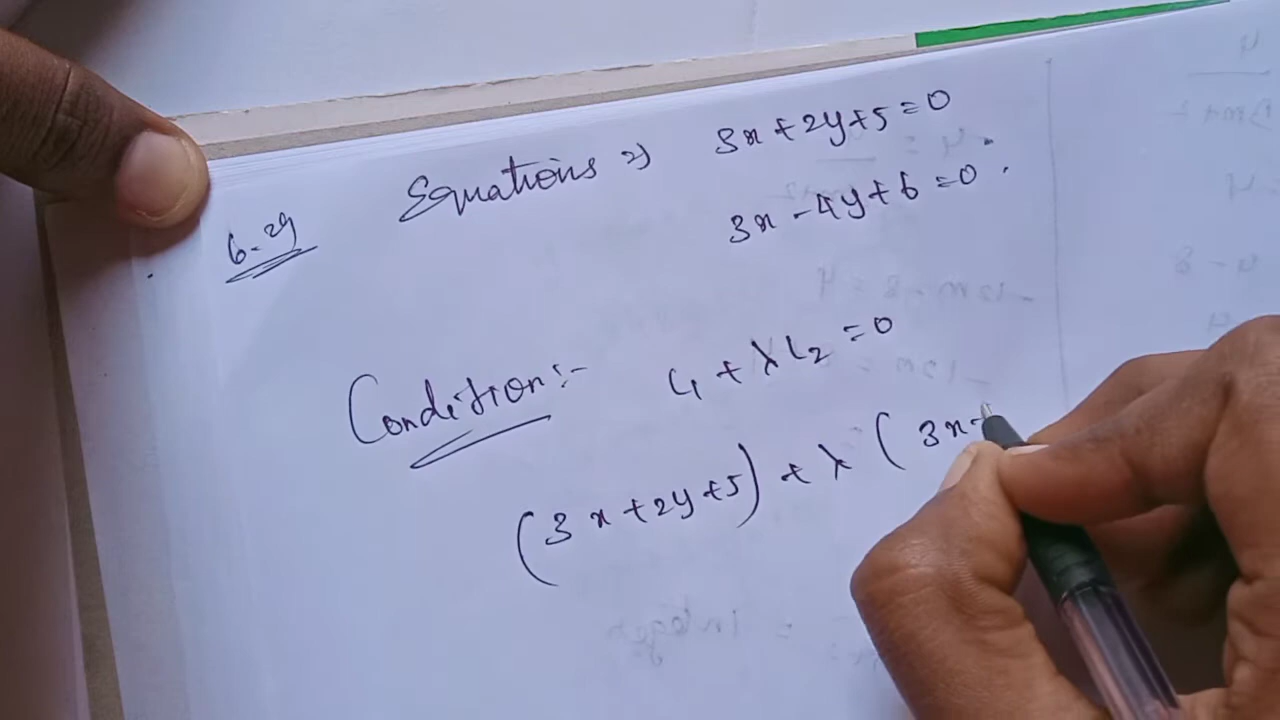 6.29
Equations ⇒ 3x + 2y + 5 = 0
3x - 4y + 6 = 0.
Condition:- L1 + λL2 = 0
(3x + 2y + 5) + λ (3x -